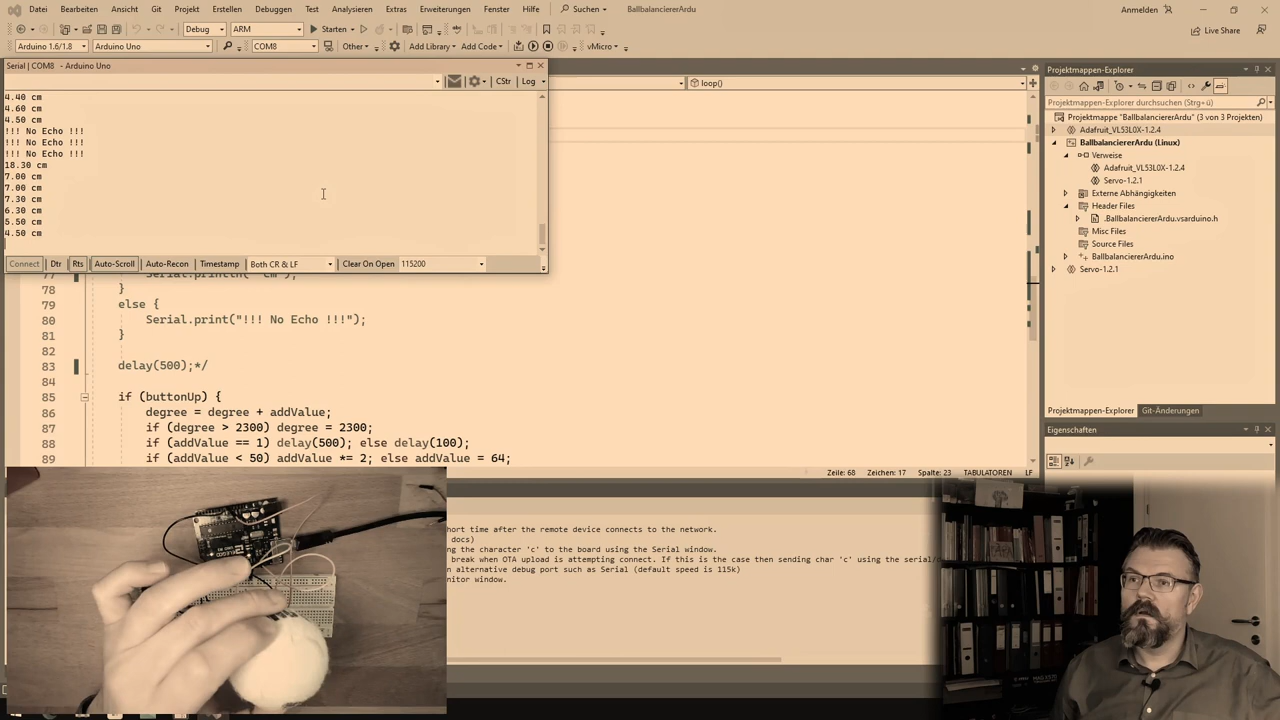 Datei Bearbeiten Ansicht Git Projekt Erstellen Debuggen Test Analysieren Extras Erweiterungen Fenster Hilfe Suchen BallbalanciererArdu Anmelden
Debug ARM Starten Live Share
Arduino 1.6/1.8 Arduino Uno COM8 Other Add Library Add Code vMicro
Serial | COM8 - Arduino Uno
CStr Log
loop()
4.40 cm
4.60 cm
4.50 cm
!!! No Echo !!!
!!! No Echo !!!
!!! No Echo !!!
18.30 cm
7.00 cm
7.00 cm
7.30 cm
6.30 cm
5.50 cm
4.50 cm
Connect Dtr Rts Auto-Scroll Auto-Recon Timestamp Both CR & LF Clear On Open 115200
78 }
79 else {
80 Serial.print("!!! No Echo !!!");
81 }
82
83 delay(500);*/
84
85 if (buttonUp) {
86 degree = degree + addValue;
87 if (degree > 2300) degree = 2300;
88 if (addValue == 1) delay(500); else delay(100);
89 if (addValue < 50) addValue *= 2; else addValue = 64;
Zeile: 68 Zeichen: 17 Spalte: 23 TABULATOREN LF
hort time after the remote device connects to the network.
docs)
ng the character 'c' to the board using the Serial window.
break when OTA upload is attempting connect. If this is the case then sending char 'c' using the serial/
n alternative debug port such as Serial (default speed is 115k)
nitor window.
Projektmappen-Explorer
Projektmappen-Explorer durchsuchen (Strg+ü)
Projektmappe "BallbalanciererArdu" (3 von 3 Projekten)
Adafruit_VL53L0X-1.2.4
BallbalanciererArdu (Linux)
Verweise
Adafruit_VL53L0X-1.2.4
Servo-1.2.1
Externe Abhängigkeiten
Header Files
.BallbalanciererArdu.vsarduino.h
Misc Files
Source Files
BallbalanciererArdu.ino
Servo-1.2.1
Projektmappen-Explorer Git-Änderungen
Eigenschaften